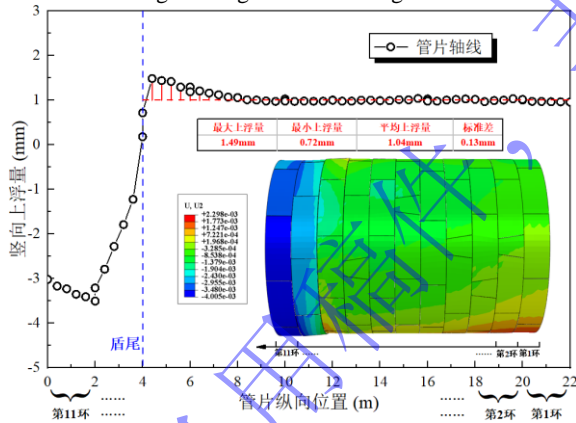 3
2
1
0
-1
-2
-3
-4
-5
竖向上浮量 (mm)
管片轴线
最大上浮量 最小上浮量 平均上浮量 标准差
1.49mm 0.72mm 1.04mm 0.13mm
U, U2
+2.298e-03
+1.773e-03
+1.247e-03
+7.221e-04
+1.968e-04
-3.285e-04
-8.538e-04
-1.379e-03
-1.904e-03
-2.430e-03
-2.955e-03
-3.480e-03
-4.005e-03
盾尾
第11环 …… …… 第2环 第1环
0 2 4 6 8 10 12 14 16 18 20 22
管片纵向位置 (m)
第11环 …… …… 第2环 第1环